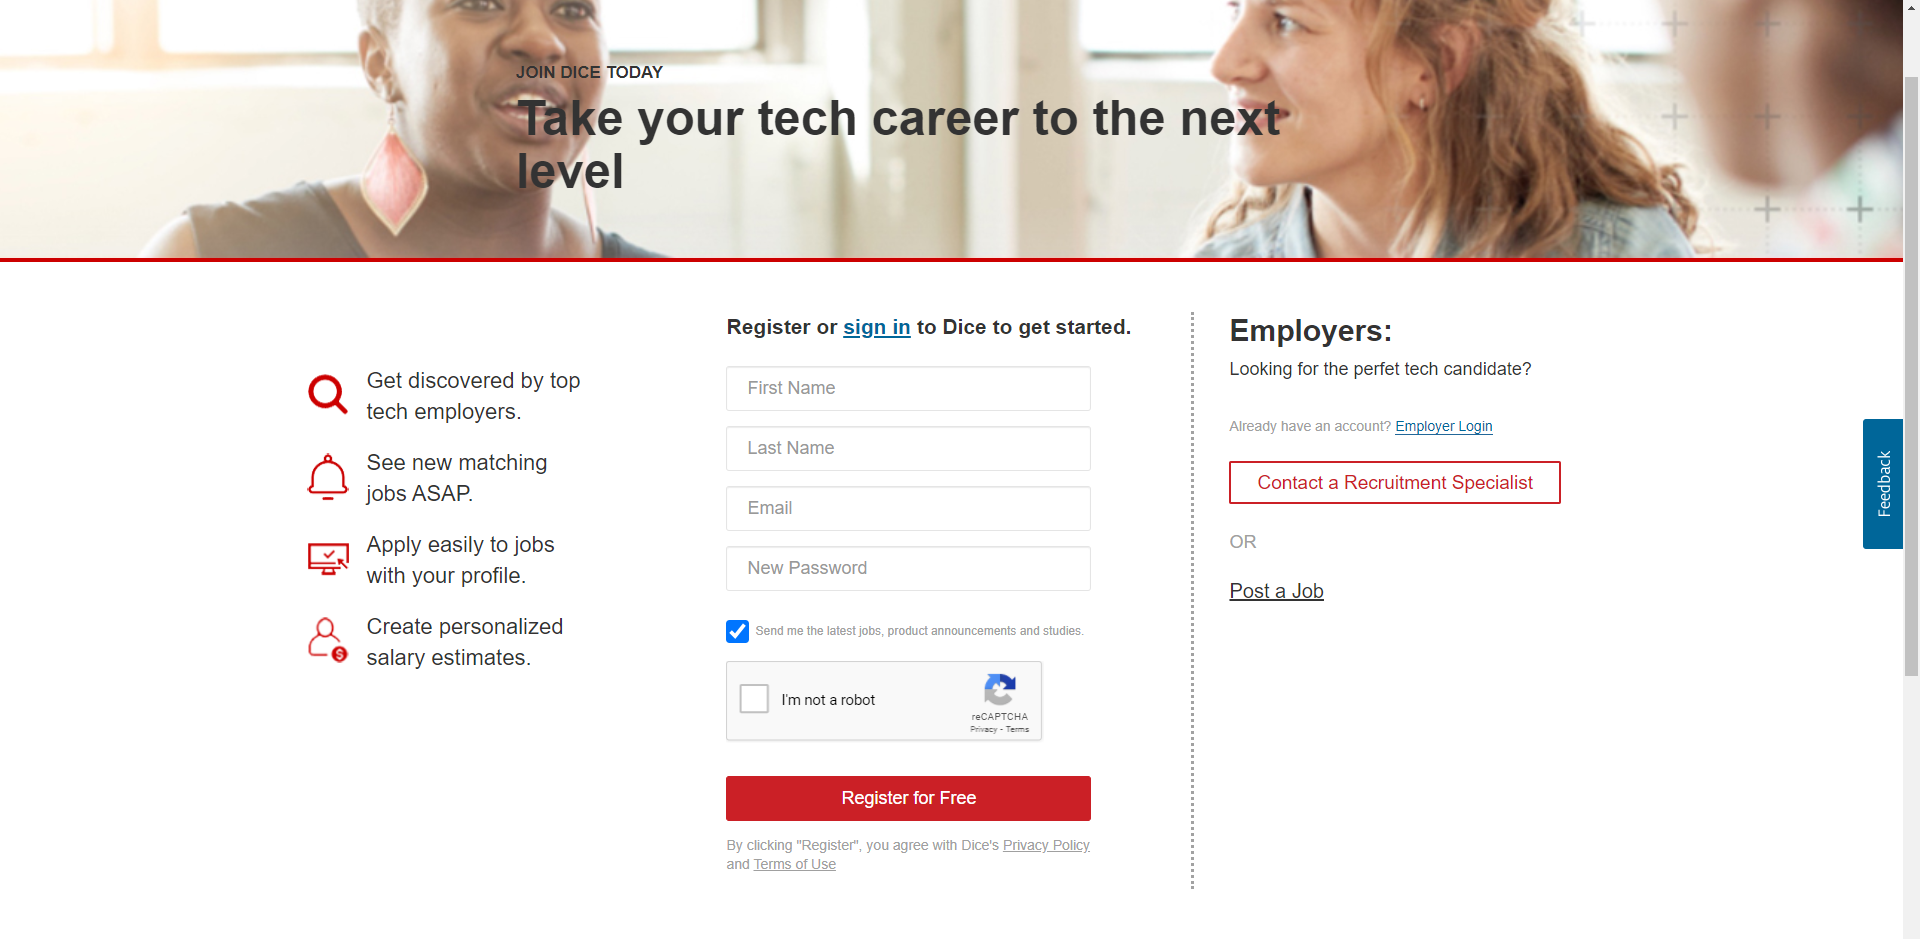 JOIN DICE TODAY
Take your tech career to the next
level
Get discovered by top
tech employers.
See new matching
jobs ASAP.
Apply easily to jobs
with your profile.
Create personalized
salary estimates.
Register or sign in to Dice to get started.
First Name
Last Name
Email
New Password
Send me the latest jobs, product announcements and studies.
I'm not a robot
reCAPTCHA
Privacy - Terms
Register for Free
By clicking "Register", you agree with Dice's Privacy Policy
and Terms of Use
Employers:
Looking for the perfet tech candidate?
Already have an account? Employer Login
Contact a Recruitment Specialist
OR
Post a Job
Feedback